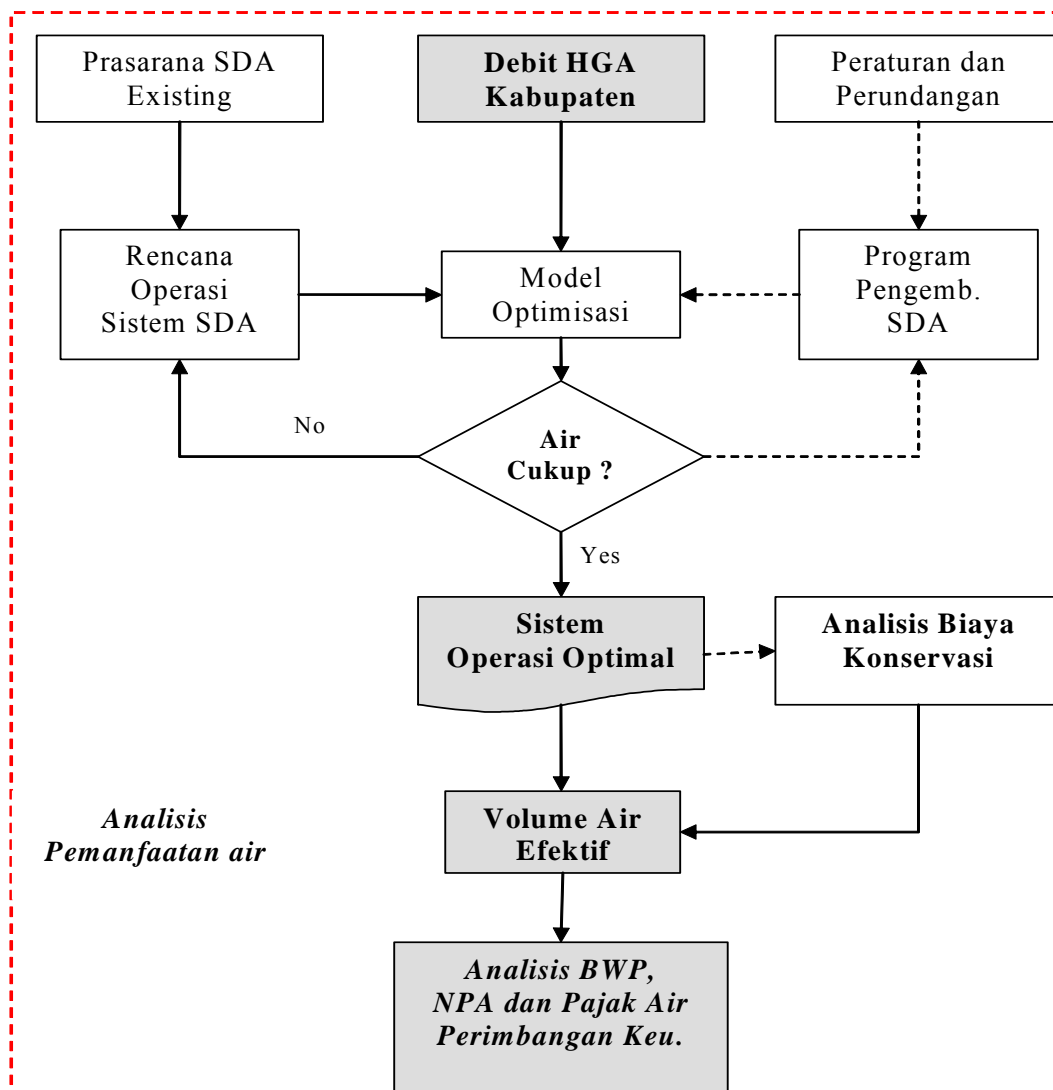 Prasarana SDA
Existing
Debit HGA
Kabupaten
Peraturan dan
Perundangan
Rencana
Operasi
Sistem SDA
Model
Optimisasi
Program
Pengemb.
SDA
No
Air
Cukup ?
Yes
Sistem
Operasi Optimal
Analisis Biaya
Konservasi
Analisis
Pemanfaatan air
Volume Air
Efektif
Analisis BWP,
NPA dan Pajak Air
Perimbangan Keu.